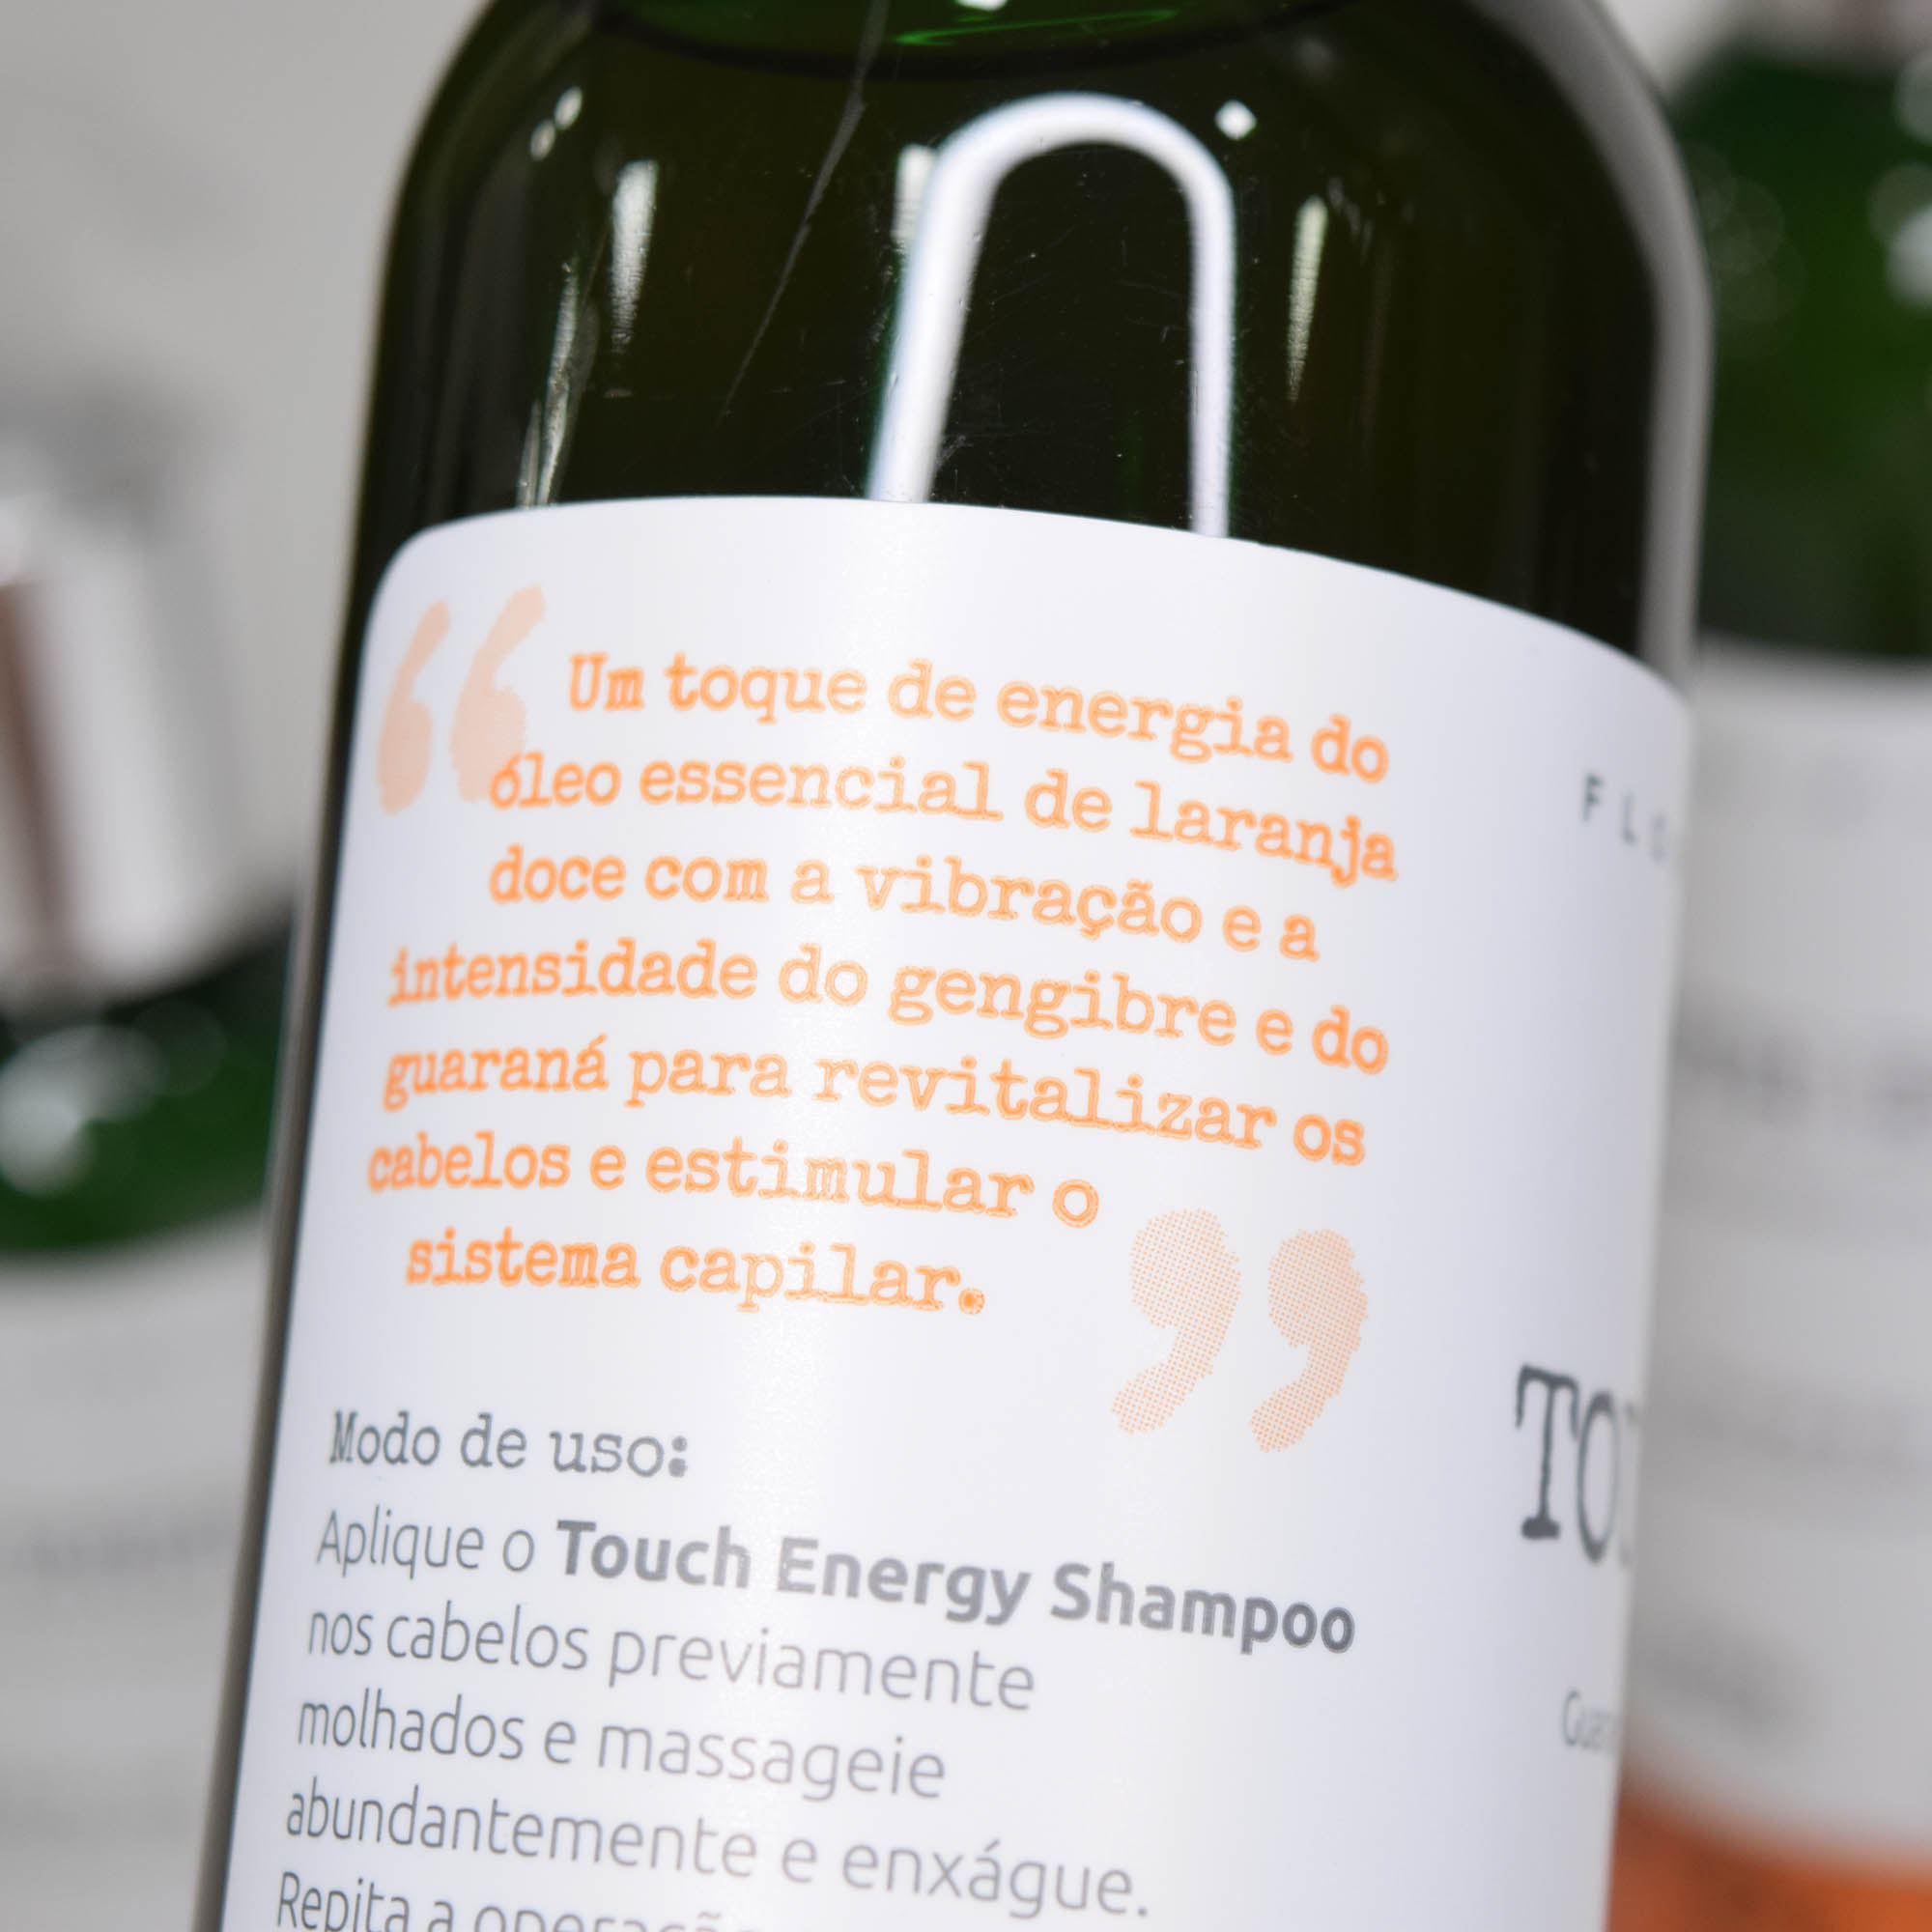 “ Um toque de energia do
óleo essencial de laranja
doce com a vibração e a
intensidade do gengibre e do
guaraná para revitalizar os
cabelos e estimular o
sistema capilar. ”
Modo de uso:
Aplique o Touch Energy Shampoo
nos cabelos previamente
molhados e massageie
abundantemente e enxágue.
Repita a operação